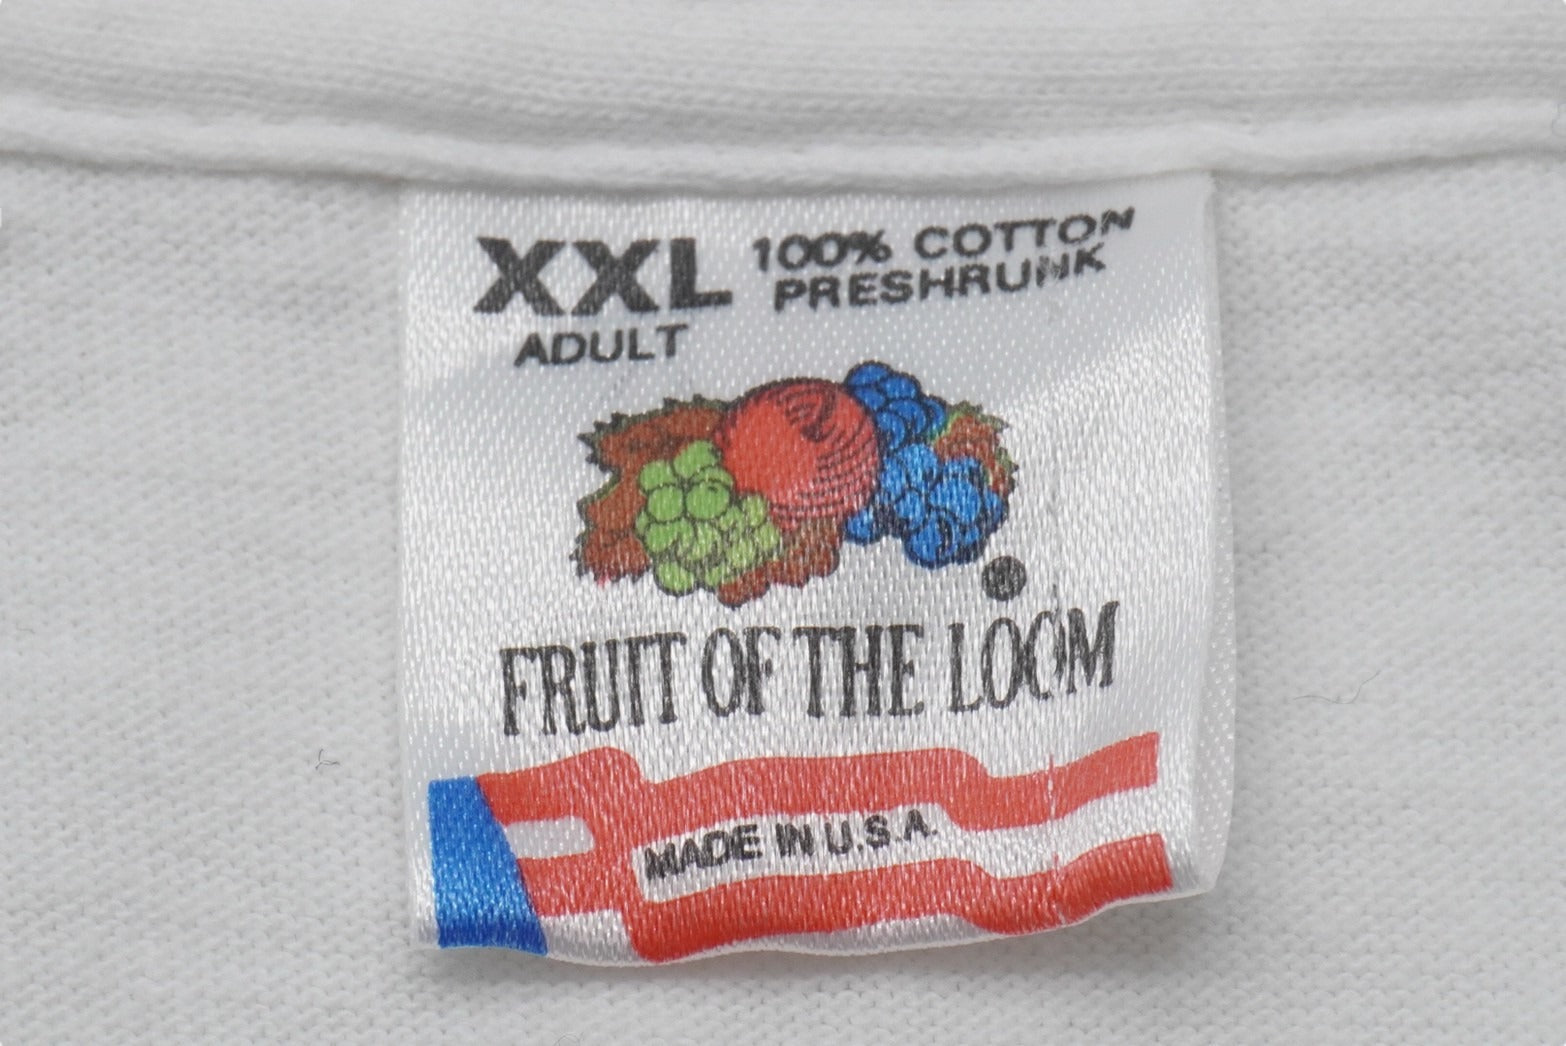 XXL 100% COTTON
PRESHRUNK
ADULT
®
FRUIT OF THE LOOM
MADE IN U.S.A.